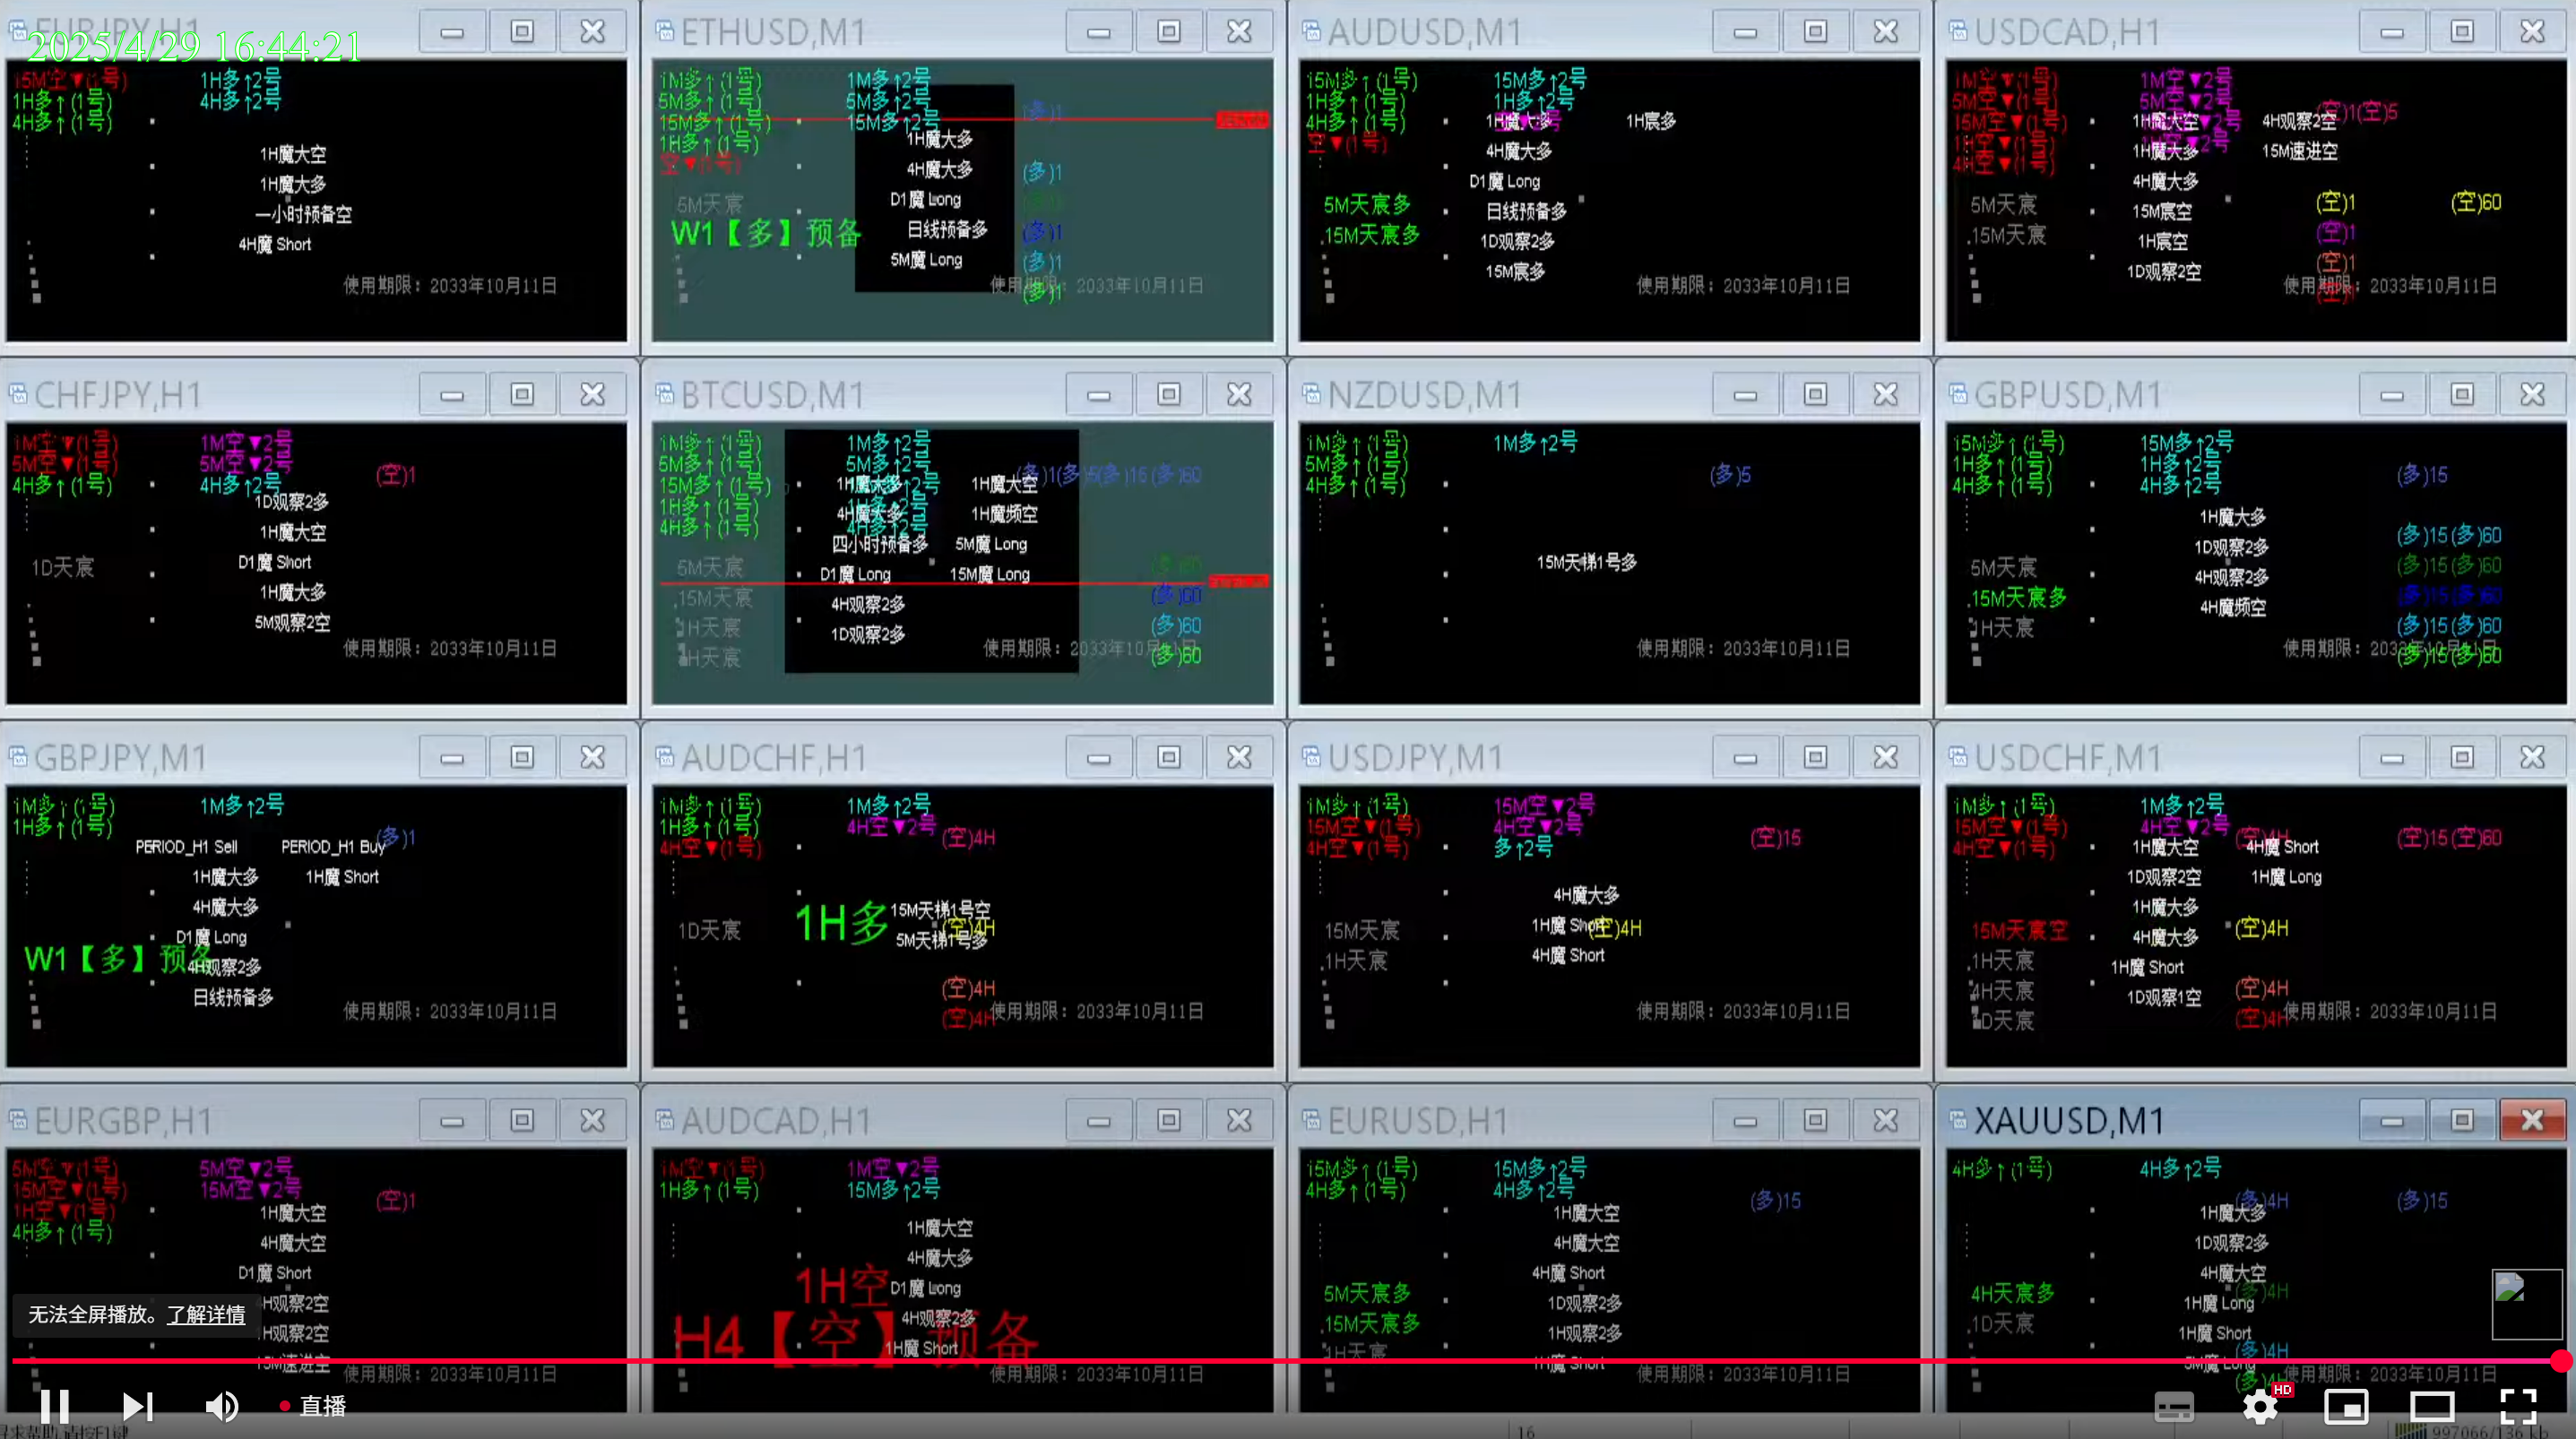 EURJPY,H1
2025/4/29 16:44:21
15M空▼(1号)
1H多↑2号
1H多↑(1号)
4H多↑2号
4H多↑(1号)
1H魔大空
1H魔大多
一小时预备空
4H魔 Short
使用期限：2033年10月11日
ETHUSD,M1
1M多↑(1号)
1M多↑2号
5M多↑(1号)
5M多↑2号
(多)1
15M多↑(1号)
15M多↑2号
1H多↑(1号)
1H魔大多
空▼(1号)
4H魔大多
(多)1
5M天宸
D1魔 Long
W1【多】预备
日线预备多
(多)1
5M魔 Long
(多)1
使用期限：2033年10月11日
(多)1
AUDUSD,M1
15M多↑(1号)
15M多↑2号
1H多↑(1号)
1H多↑2号
4H多↑(1号)
1H魔大多
1H宸多
空▼(1号)
4H魔大多
D1魔 Long
5M天宸多
日线预备多
15M天宸多
1D观察2多
15M宸多
使用期限：2033年10月11日
USDCAD,H1
1M空▼(1号)
1M空▼2号
5M空▼(1号)
5M空▼2号
(空)1(空)5
15M空▼(1号)
1H魔大空
4H观察2空
1H空▼(1号)
1H魔大多
15M速进空
4H空▼(1号)
4H魔大多
5M天宸
15M宸空
(空)1
(空)60
15M天宸
1H宸空
(空)1
1D观察2空
(空)1
使用期限：2033年10月11日
(空)1
CHFJPY,H1
1M空▼(1号)
1M空▼2号
5M空▼(1号)
5M空▼2号
(空)1
4H多↑(1号)
4H多↑2号
1D观察2多
1H魔大空
1D天宸
D1魔 Short
1H魔大多
5M观察2空
使用期限：2033年10月11日
BTCUSD,M1
1M多↑(1号)
1M多↑2号
5M多↑(1号)
5M多↑2号
(多)1(多)5(多)15(多)60
15M多↑(1号)
1H魔大多
1H魔大空
1H多↑(1号)
4H魔大多
1H魔频空
4H多↑(1号)
4H多↑2号
四小时预备多
5M魔 Long
5M天宸
D1魔 Long
15M魔 Long
15M天宸
4H观察2多
(多)60
1H天宸
1D观察2多
(多)60
H天宸
使用期限：2033年10月11日
(多)60
NZDUSD,M1
1M多↑(1号)
1M多↑2号
5M多↑(1号)
(多)5
4H多↑(1号)
15M天梯1号多
使用期限：2033年10月11日
GBPUSD,M1
15M多↑(1号)
15M多↑2号
1H多↑(1号)
1H多↑2号
(多)15
4H多↑(1号)
4H多↑2号
1H魔大多
(多)15(多)60
1D观察2多
5M天宸
4H观察2多
(多)15(多)60
15M天宸多
4H魔频空
(多)15(多)60
1H天宸
(多)15(多)60
使用期限：2033年10月11日
(多)15(多)60
GBPJPY,M1
1M多↑(1号)
1M多↑2号
1H多↑(1号)
(多)1
PERIOD_H1 Sell
PERIOD_H1 Buy
1H魔大多
1H魔 Short
4H魔大多
D1魔 Long
W1【多】预备
4H观察2多
日线预备多
使用期限：2033年10月11日
AUDCHF,H1
1M多↑(1号)
1M多↑2号
1H多↑(1号)
4H空▼2号
(空)4H
4H空▼(1号)
1H多
15M天梯1号空
1D天宸
(空)4H
5M天梯1号多
(空)4H
使用期限：2033年10月11日
(空)4H
USDJPY,M1
1M多↑(1号)
15M空▼2号
15M空▼(1号)
4H空▼2号
(空)15
4H空▼(1号)
多↑2号
4H魔大多
15M天宸
1H魔 Short
(空)4H
1H天宸
4H魔 Short
使用期限：2033年10月11日
USDCHF,M1
1M多↑(1号)
1M多↑2号
15M空▼(1号)
4H空▼2号
(空)4H
(空)15(空)60
4H空▼(1号)
1H魔大空
4H魔 Short
1D观察2空
1H魔 Long
1H魔大多
15M天宸空
4H魔大多
(空)4H
1H天宸
1H魔 Short
4H天宸
1D观察1空
(空)4H
D天宸
使用期限：2033年10月11日
(空)4H
EURGBP,H1
5M空▼(1号)
5M空▼2号
15M空▼(1号)
15M空▼2号
(空)1
1H空▼(1号)
1H魔大空
4H多↑(1号)
4H魔大空
D1魔 Short
H观察2空
H观察2空
15M速进空
使用期限：2033年10月11日
AUDCAD,H1
1M空▼(1号)
1M空▼2号
1H多↑(1号)
15M多↑2号
1H魔大空
4H魔大多
1H空
D1魔 Long
4H观察2多
H4【空】预备
1H魔 Short
使用期限：2033年10月11日
EURUSD,H1
15M多↑(1号)
15M多↑2号
4H多↑(1号)
4H多↑2号
(多)15
1H魔大空
4H魔大空
4H魔 Short
5M天宸多
1D观察2多
15M天宸多
1H观察2多
1H天宸
1H魔 Short
使用期限：2033年10月11日
XAUUSD,M1
4H多↑(1号)
4H多↑2号
(多)4H
(多)15
1H魔大多
1D观察2多
4H魔大空
4H天宸多
(多)4H
1H魔 Long
1D天宸
1H魔 Short
(多)4H
5M魔 Long
使用期限：2033年10月11日
无法全屏播放。了解详情
直播
HD
16
997066/136 kb